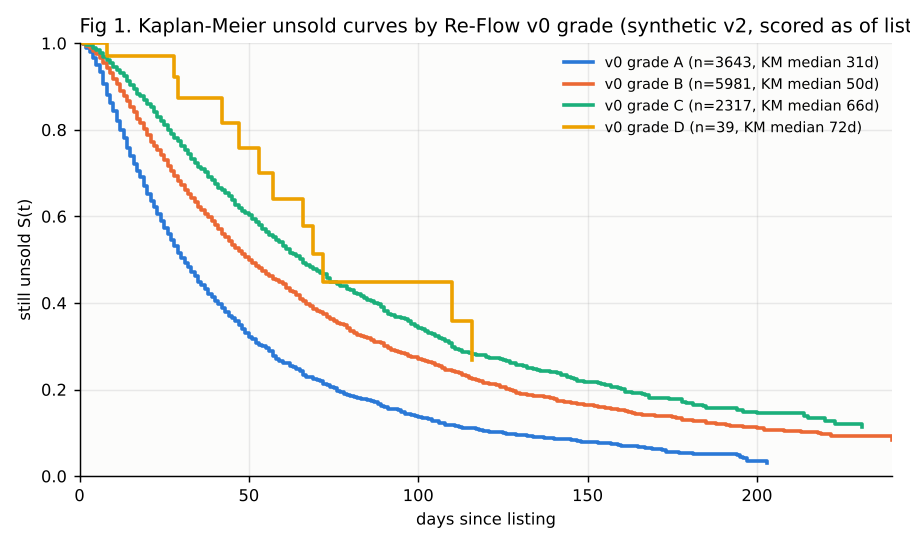 Fig 1. Kaplan-Meier unsold curves by Re-Flow v0 grade (synthetic v2, scored as of list
v0 grade A (n=3643, KM median 31d)
v0 grade B (n=5981, KM median 50d)
v0 grade C (n=2317, KM median 66d)
v0 grade D (n=39, KM median 72d)
still unsold S(t)
1.0
0.8
0.6
0.4
0.2
0.0
0 50 100 150 200
days since listing